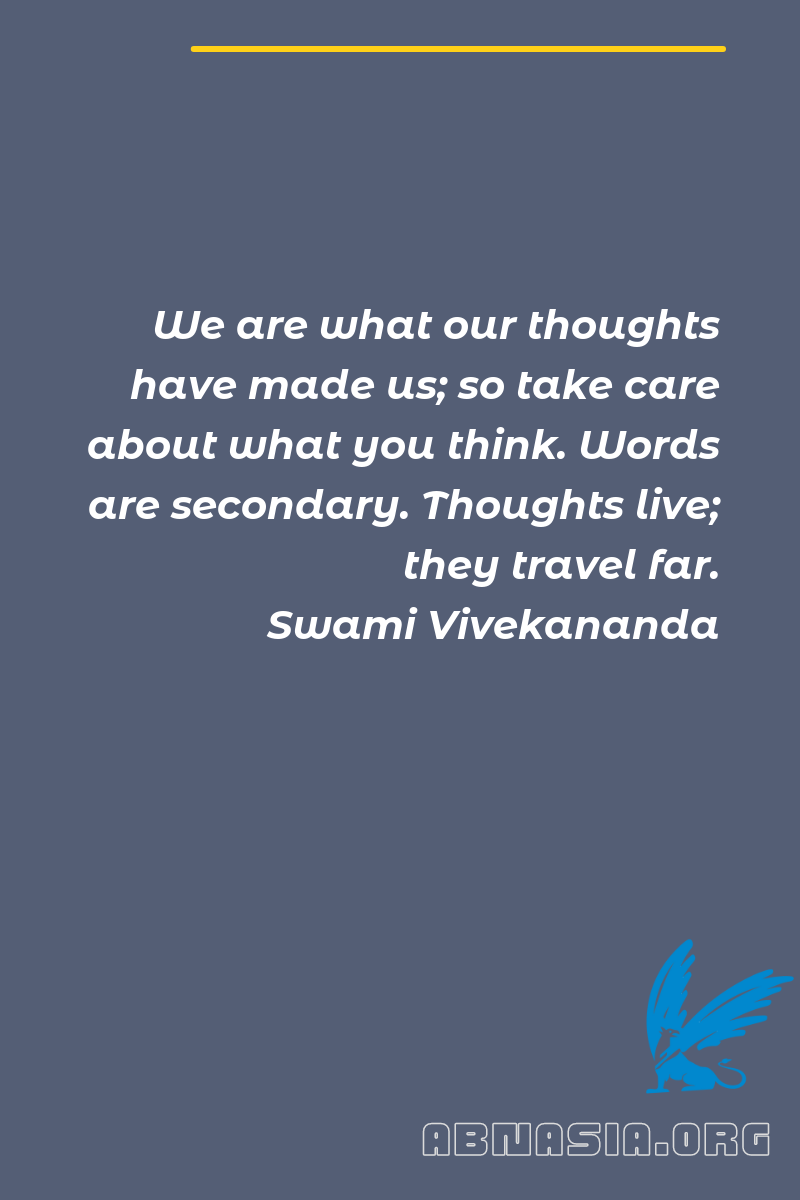 We are what our thoughts
have made us; so take care
about what you think. Words
are secondary. Thoughts live;
they travel far.
Swami Vivekananda
ABNASIA.ORG